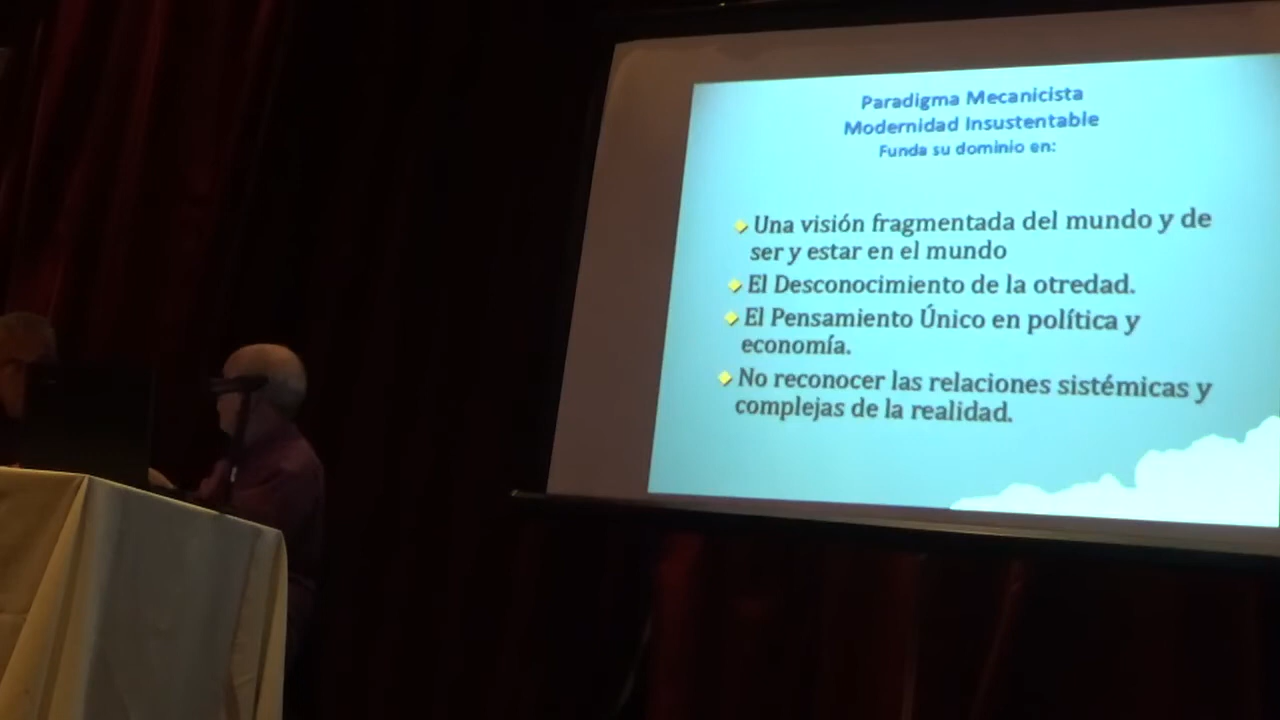 Paradigma Mecanicista
Modernidad Insustentable
Funda su dominio en:
Una visión fragmentada del mundo y de
ser y estar en el mundo
El Desconocimiento de la otredad.
El Pensamiento Único en política y
economía.
No reconocer las relaciones sistémicas y
complejas de la realidad.